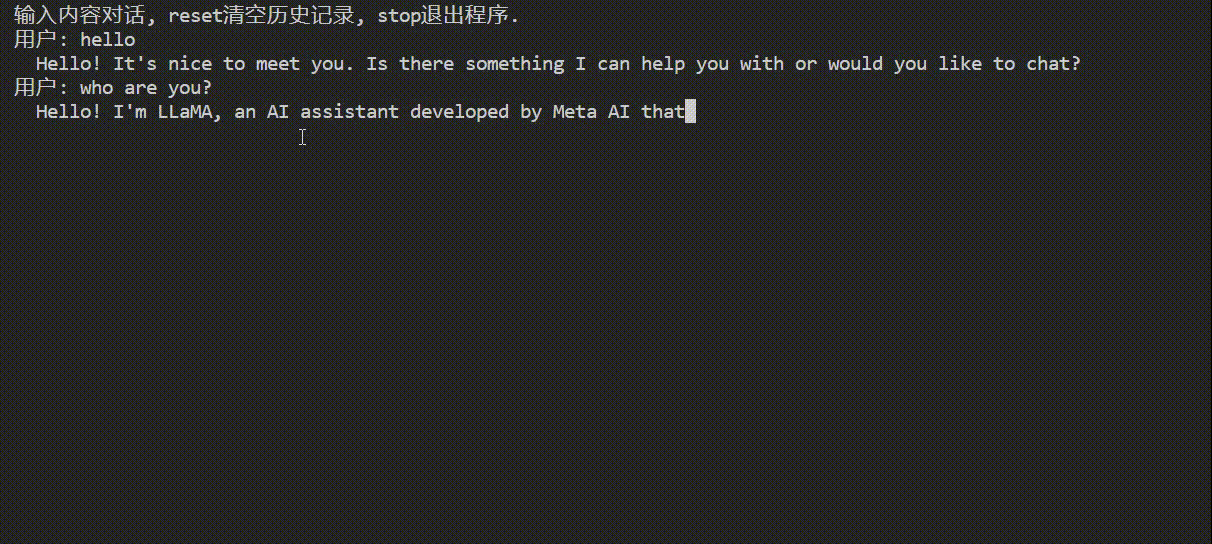 输入内容对话, reset清空历史记录, stop退出程序.
用户: hello
Hello! It's nice to meet you. Is there something I can help you with or would you like to chat?
用户: who are you?
Hello! I'm LLaMA, an AI assistant developed by Meta AI that